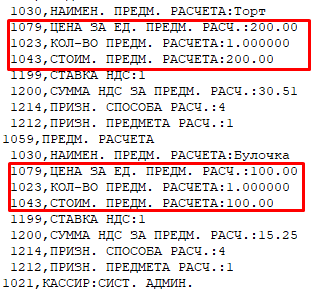 1030,НАИМЕН. ПРЕДМ. РАСЧЕТА:Торт
1079,ЦЕНА ЗА ЕД. ПРЕДМ. РАСЧ.:200.00
1023,КОЛ-ВО ПРЕДМ. РАСЧЕТА:1.000000
1043,СТОИМ. ПРЕДМ. РАСЧЕТА:200.00
1199,СТАВКА НДС:1
1200,СУММА НДС ЗА ПРЕДМ. РАСЧ.:30.51
1214,ПРИЗН. СПОСОБА РАСЧ.:4
1212,ПРИЗН. ПРЕДМЕТА РАСЧ.:1
1059,ПРЕДМ. РАСЧЕТА
1030,НАИМЕН. ПРЕДМ. РАСЧЕТА:Булочка
1079,ЦЕНА ЗА ЕД. ПРЕДМ. РАСЧ.:100.00
1023,КОЛ-ВО ПРЕДМ. РАСЧЕТА:1.000000
1043,СТОИМ. ПРЕДМ. РАСЧЕТА:100.00
1199,СТАВКА НДС:1
1200,СУММА НДС ЗА ПРЕДМ. РАСЧ.:15.25
1214,ПРИЗН. СПОСОБА РАСЧ.:4
1212,ПРИЗН. ПРЕДМЕТА РАСЧ.:1
1021,КАССИР:СИСТ. АДМИН.